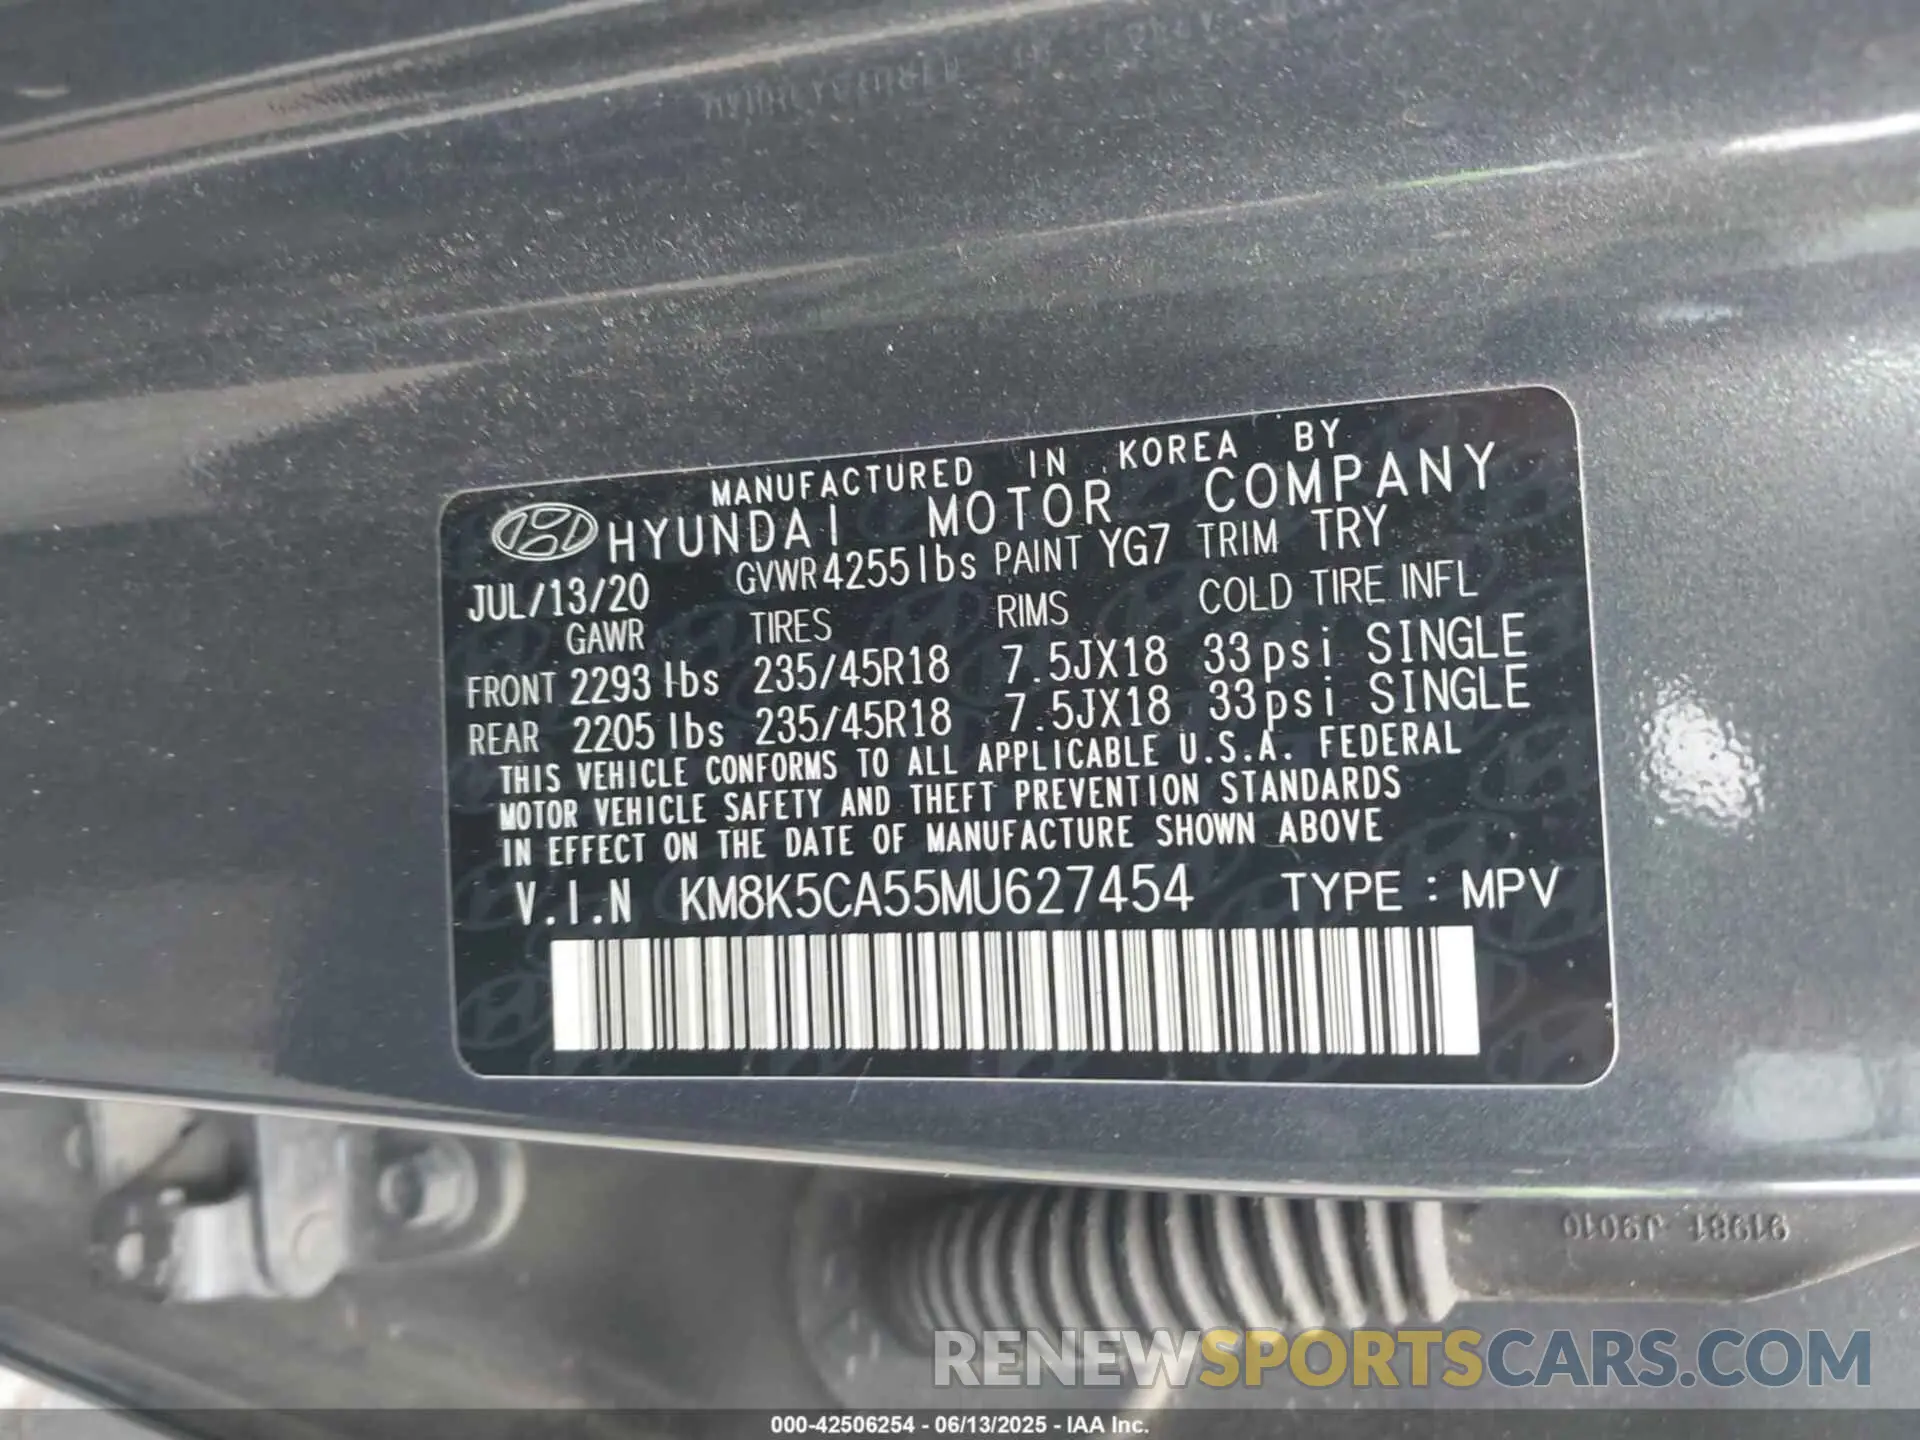 MANUFACTURED IN KOREA BY
HYUNDAI MOTOR COMPANY
JUL/13/20 GVWR 4255 lbs PAINT YG7 TRIM TRY
GAWR TIRES RIMS COLD TIRE INFL
FRONT 2293 lbs 235/45R18 7.5JX18 33psi SINGLE
REAR 2205 lbs 235/45R18 7.5JX18 33psi SINGLE
THIS VEHICLE CONFORMS TO ALL APPLICABLE U.S.A. FEDERAL
MOTOR VEHICLE SAFETY AND THEFT PREVENTION STANDARDS
IN EFFECT ON THE DATE OF MANUFACTURE SHOWN ABOVE
V.I.N KM8K5CA55MU627454 TYPE : MPV
91981-J9010
RENEWSPORTSCARS.COM
000-42506254 - 06/13/2025 - IAA Inc.